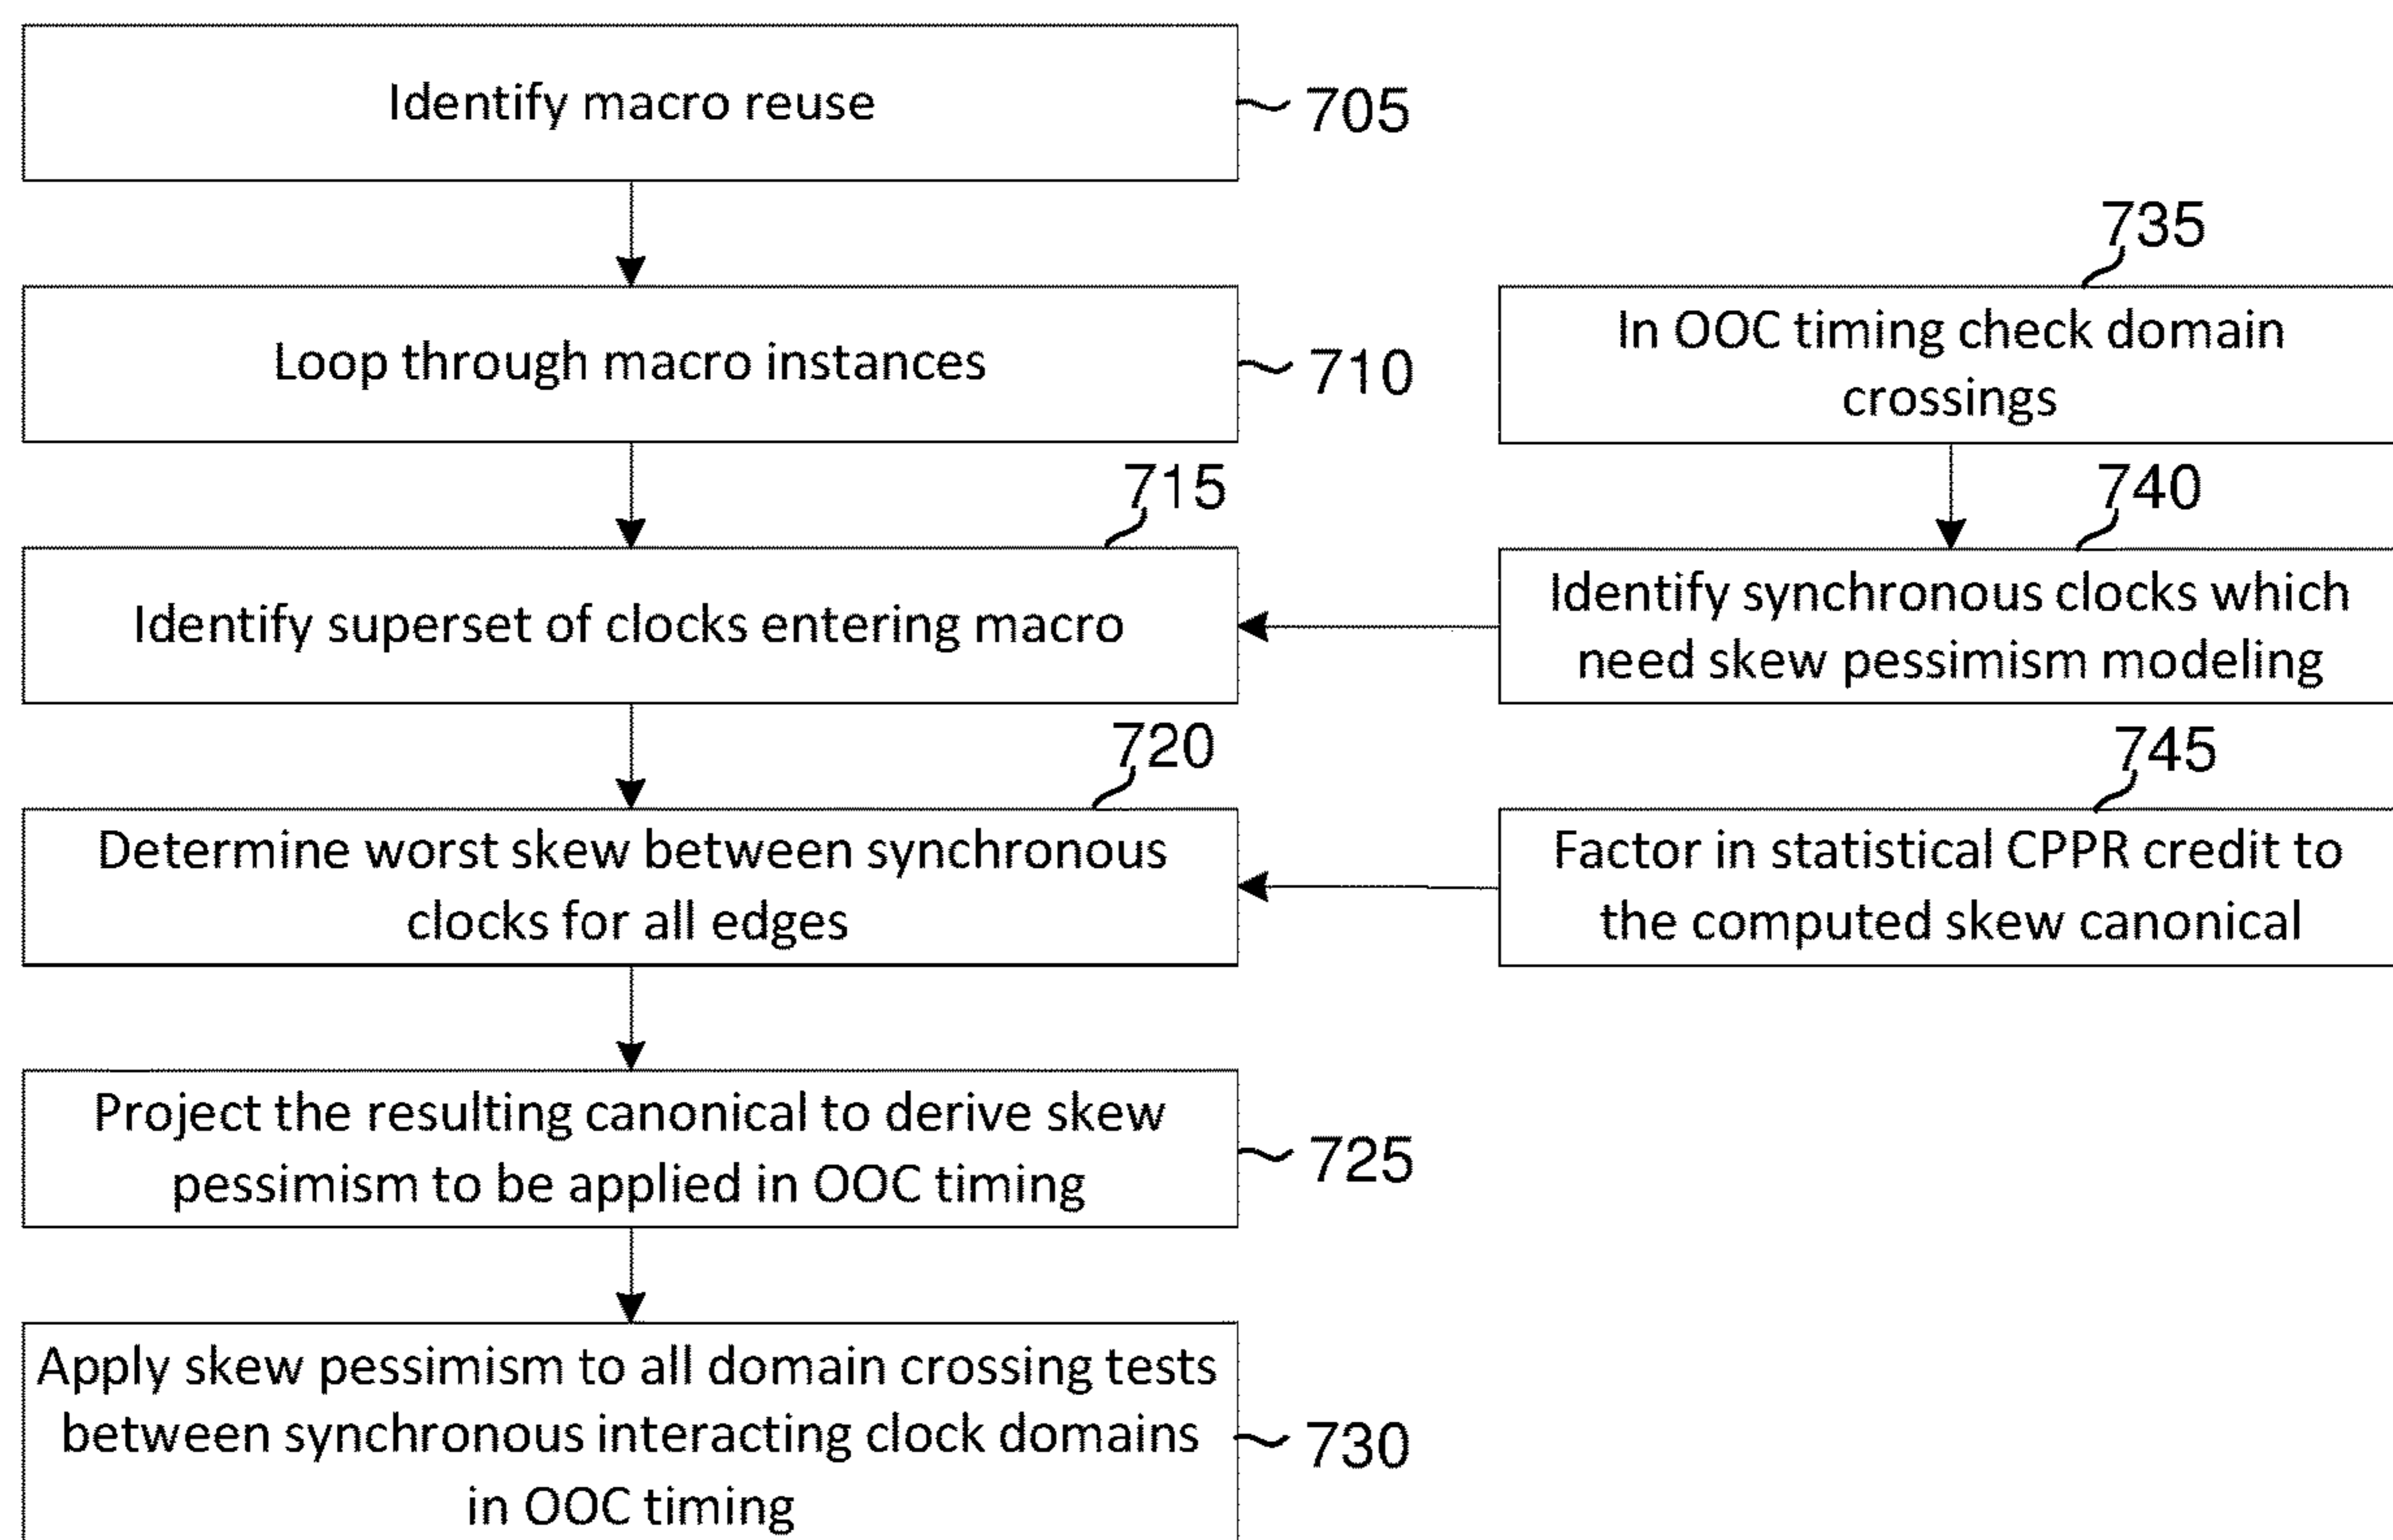 Identify macro reuse
705
Loop through macro instances
710
715
Identify superset of clocks entering macro
720
Determine worst skew between synchronous
clocks for all edges
Project the resulting canonical to derive skew
pessimism to be applied in OOC timing
725
Apply skew pessimism to all domain crossing tests
between synchronous interacting clock domains
in OOC timing
730
735
In OOC timing check domain
crossings
740
Identify synchronous clocks which
need skew pessimism modeling
745
Factor in statistical CPPR credit to
the computed skew canonical